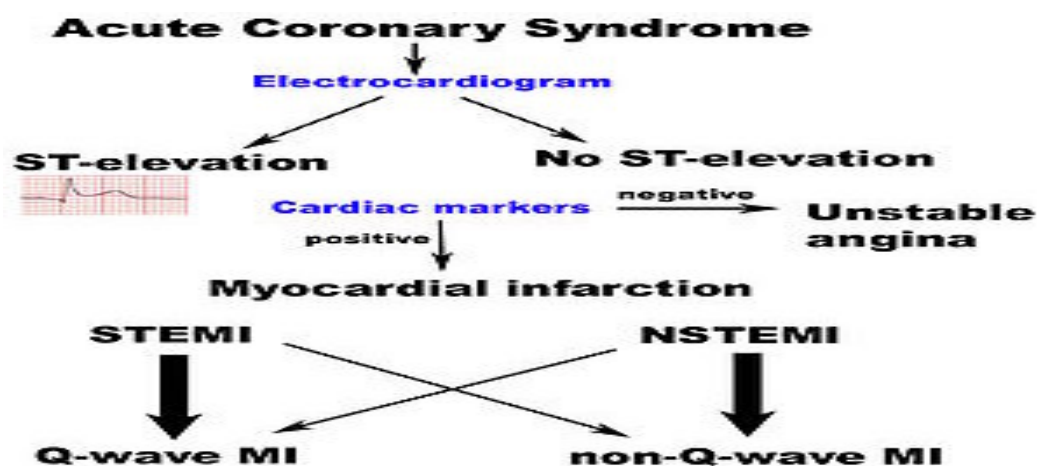 Acute Coronary Syndrome
Electrocardiogram
ST-elevation
No ST-elevation
Cardiac markers
negative
Unstable
angina
positive
Myocardial infarction
STEMI
NSTEMI
Q-wave MI
non-Q-wave MI